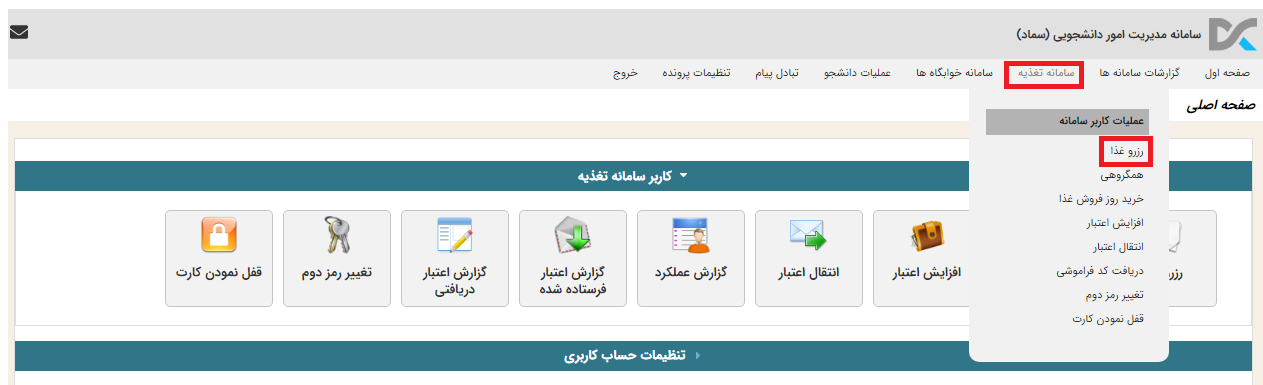 سامانه مدیریت امور دانشجویی (سماد)
صفحه اول گزارشات سامانه ها سامانه تغذیه سامانه خوابگاه ها عملیات دانشجو تبادل پیام تنظیمات پرونده خروج
صفحه اصلی
عملیات کاربر سامانه
رزرو غذا
همگروهی
خرید روز فروش غذا
افزایش اعتبار
انتقال اعتبار
دریافت کد فراموشی
تغییر رمز دوم
قفل نمودن کارت
کاربر سامانه تغذیه
افزایش اعتبار
انتقال اعتبار
گزارش عملکرد
گزارش اعتبار
فرستاده شده
گزارش اعتبار
دریافتی
تغییر رمز دوم
قفل نمودن کارت
تنظیمات حساب کاربری